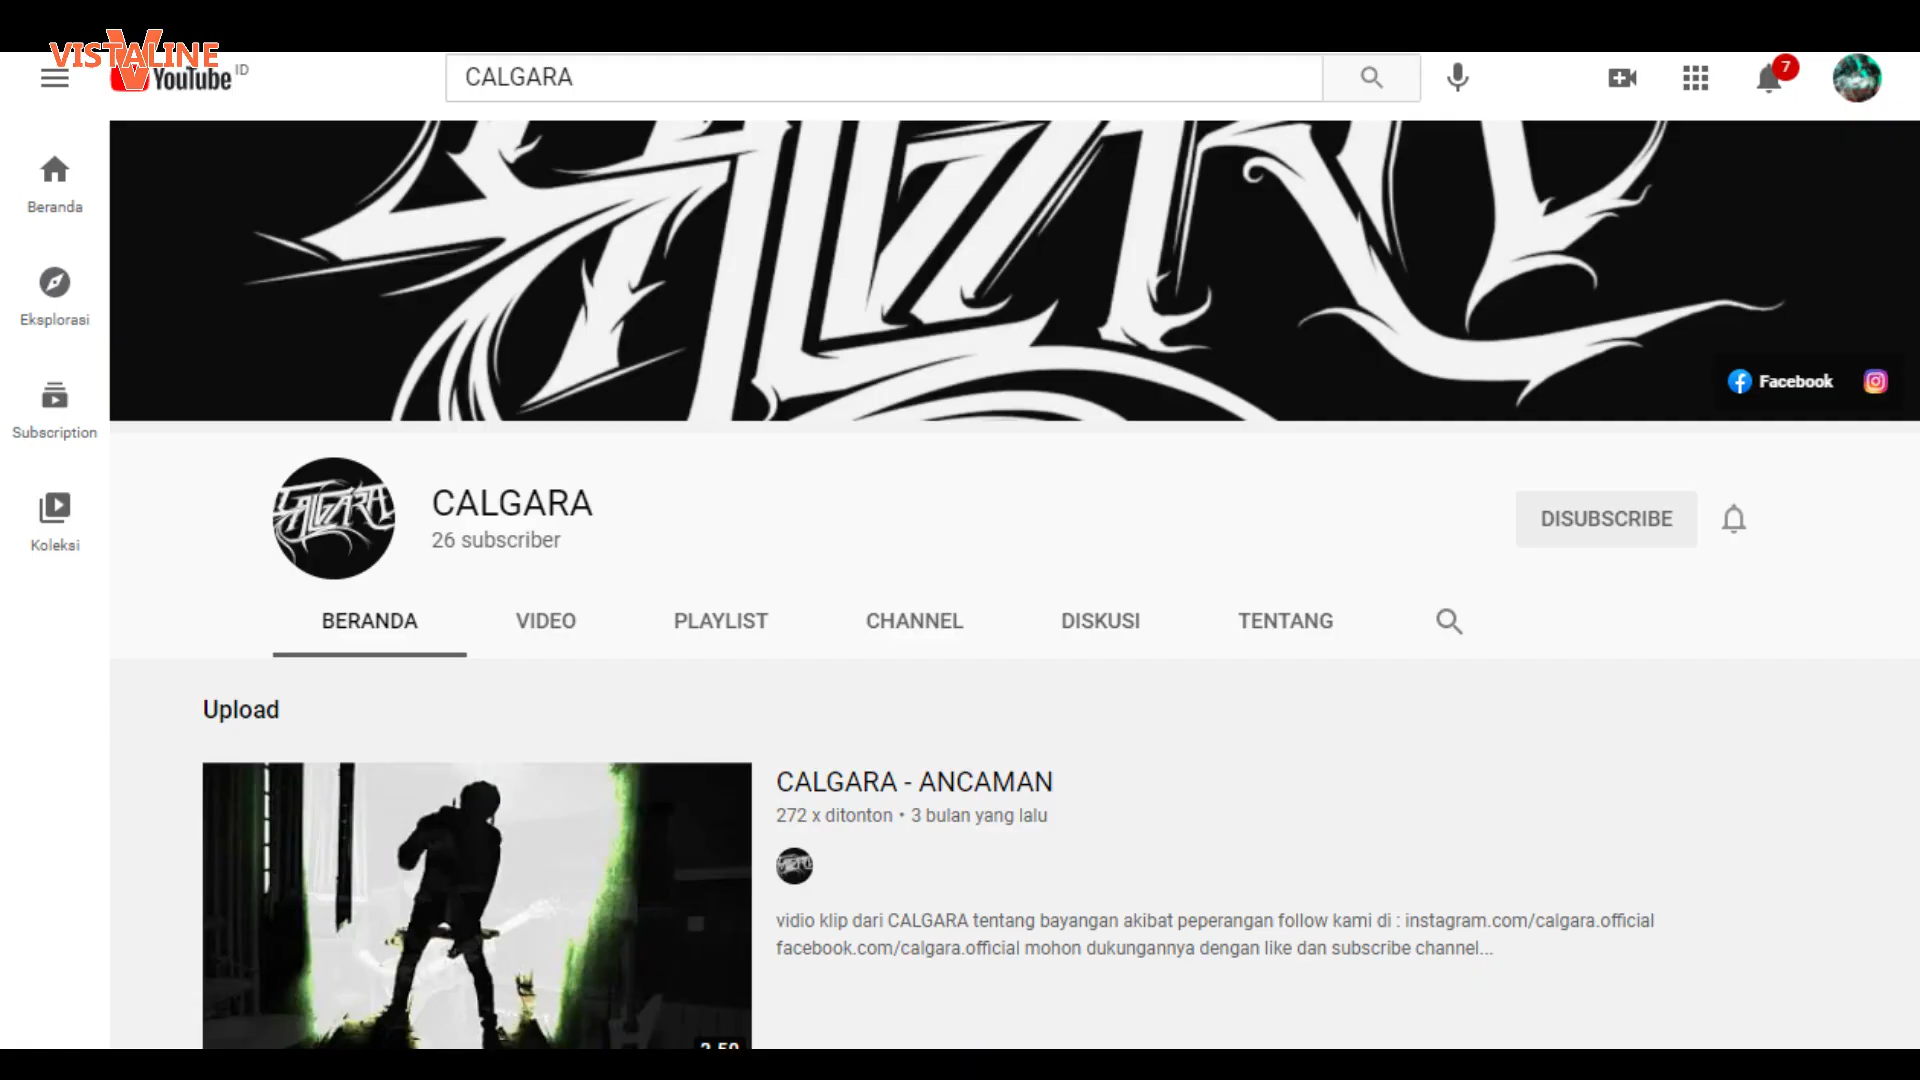 VISTALINE
YouTube ID
CALGARA
7
Beranda
Eksplorasi
Subscription
Koleksi
CALGARA
Facebook
CALGARA
CALGARA
26 subscriber
DISUBSCRIBE
BERANDA VIDEO PLAYLIST CHANNEL DISKUSI TENTANG
Upload
CALGARA - ANCAMAN
272 x ditonton • 3 bulan yang lalu
vidio klip dari CALGARA tentang bayangan akibat peperangan follow kami di : instagram.com/calgara.official
facebook.com/calgara.official mohon dukungannya dengan like dan subscribe channel...